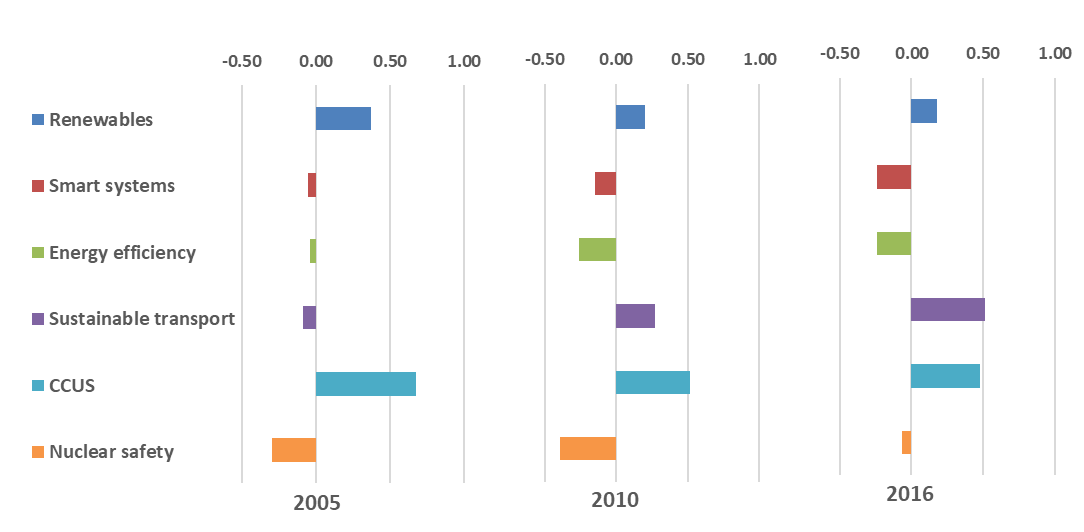 -0.50 0.00 0.50 1.00 -0.50 0.00 0.50 1.00 -0.50 0.00 0.50 1.00
Renewables
Smart systems
Energy efficiency
Sustainable transport
CCUS
Nuclear safety
2005 2010 2016